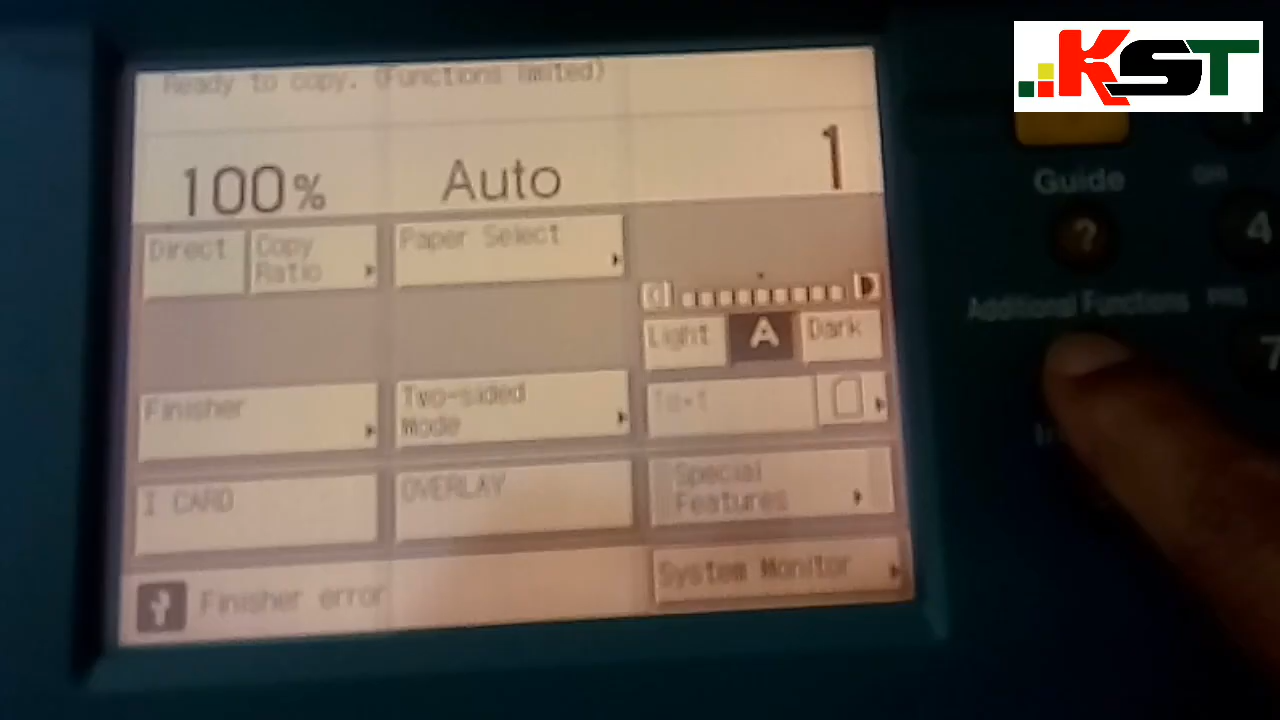 KST
Ready to copy. (Functions limited)
100% Auto 1
Direct
Copy
Ratio
Paper Select
Light A Dark
Finisher
Two-sided
Mode
Text
I CARD
OVERLAY
Special
Features
System Monitor
Finisher error
Guide
?
4
Additional Functions
7